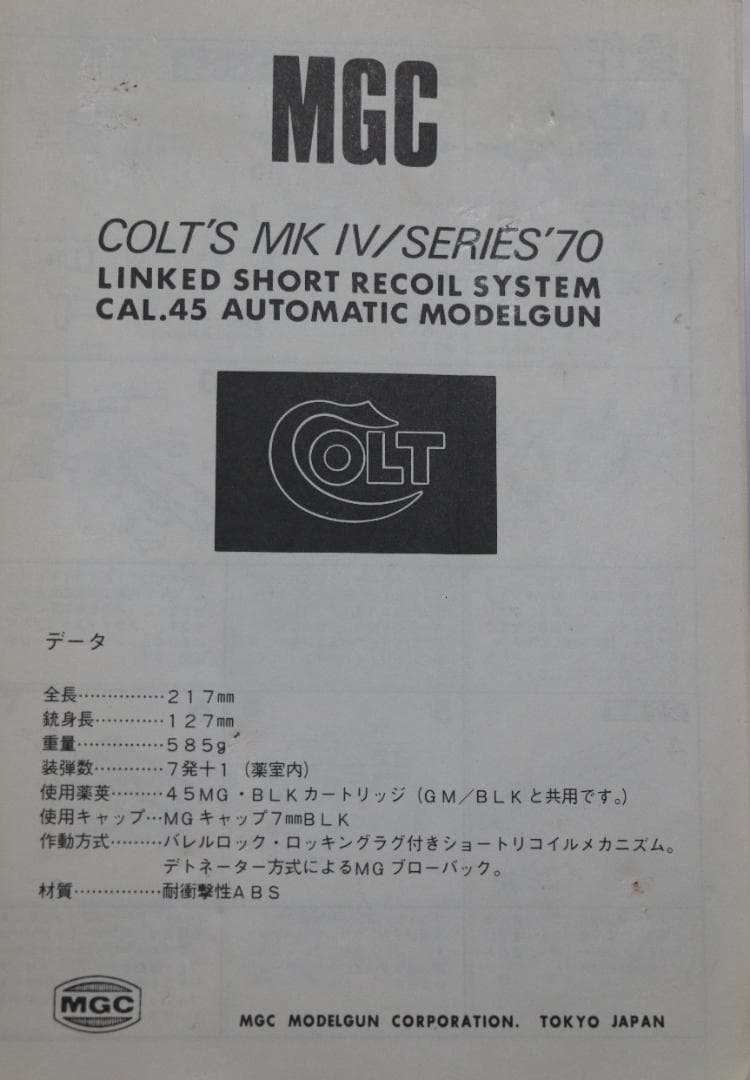 MGC
COLT'S MK IV/SERIES'70
LINKED SHORT RECOIL SYSTEM
CAL.45 AUTOMATIC MODELGUN
COLT
データ
全長……………217㎜
銃身長…………127㎜
重量……………585g
装弾数…………7発+1（薬室内）
使用薬莢………45MG・BLKカートリッジ（GM／BLKと共用です。）
使用キャップ…MGキャップ7㎜BLK
作動方式………バレルロック・ロッキングラグ付きショートリコイルメカニズム。
デトネーター方式によるMGブローバック。
材質……………耐衝撃性ABS
MGC
MGC MODELGUN CORPORATION. TOKYO JAPAN